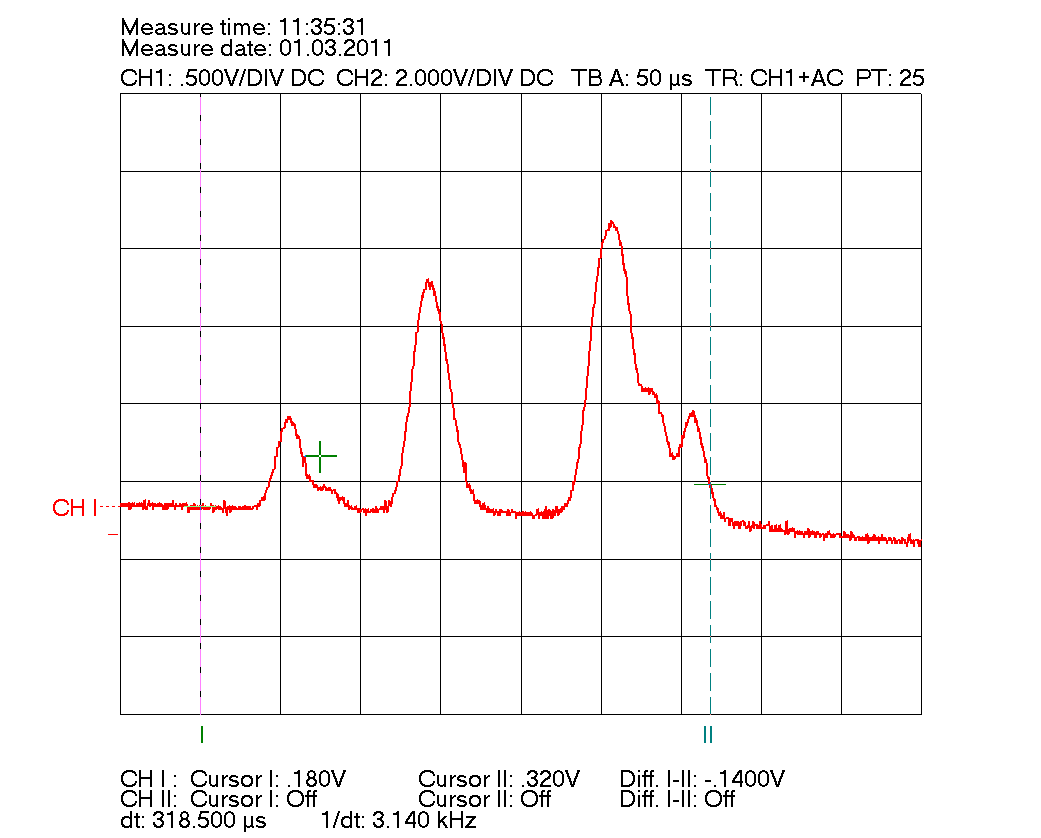 Measure time: 11:35:31
Measure date: 01.03.2011
CH1: .500V/DIV DC CH2: 2.000V/DIV DC TB A: 50 µs TR: CH1+AC PT: 25
CH I
I II
CH I : Cursor I: .180V Cursor II: .320V Diff. I-II: -.1400V
CH II: Cursor I: Off Cursor II: Off Diff. I-II: Off
dt: 318.500 µs 1/dt: 3.140 kHz